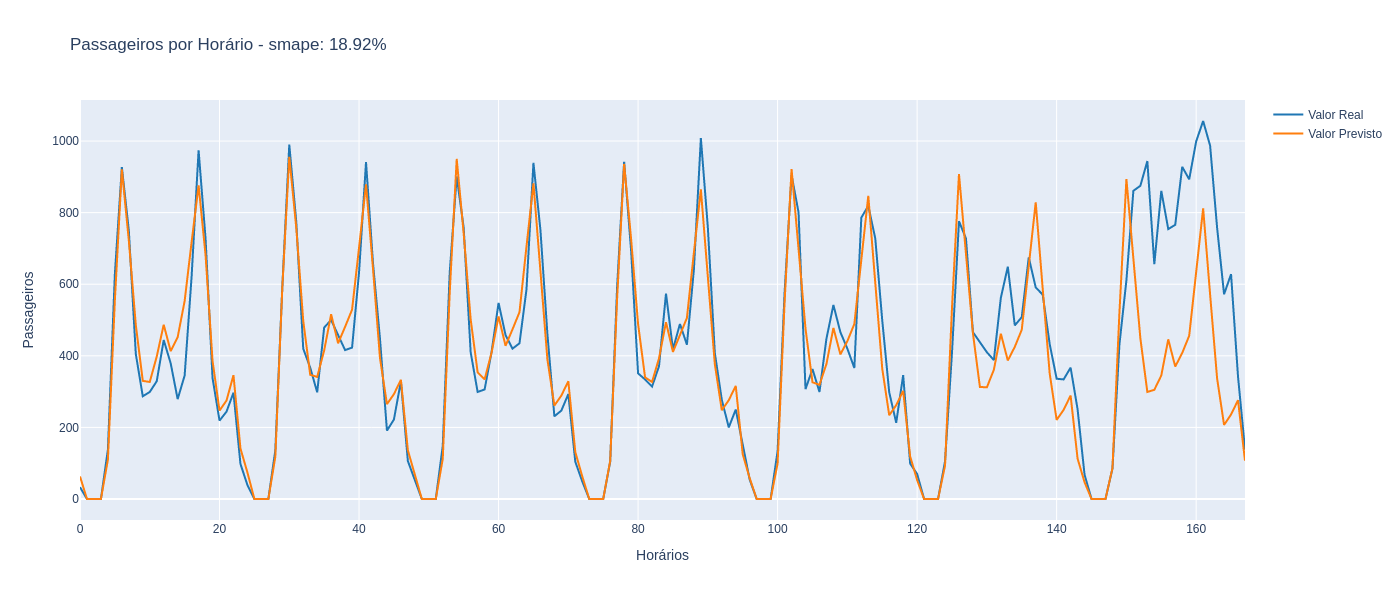 Passageiros por Horário - smape: 18.92%
Valor Real
Valor Previsto
Passageiros
1000
800
600
400
200
0
0 20 40 60 80 100 120 140 160
Horários